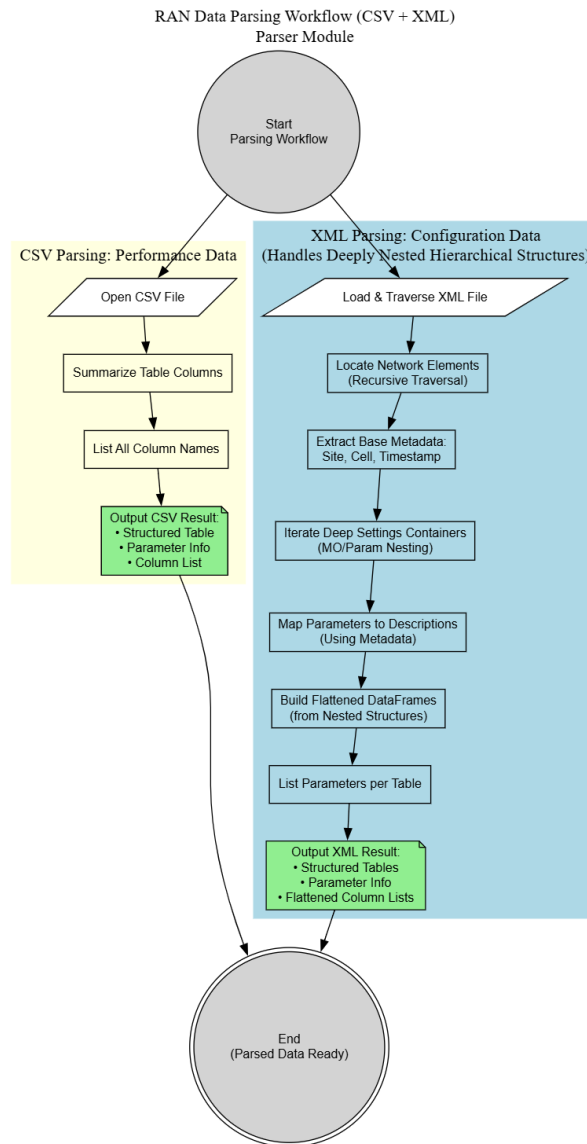 RAN Data Parsing Workflow (CSV + XML)
Parser Module
Start
Parsing Workflow
CSV Parsing: Performance Data
Open CSV File
Summarize Table Columns
List All Column Names
Output CSV Result:
• Structured Table
• Parameter Info
• Column List
XML Parsing: Configuration Data
(Handles Deeply Nested Hierarchical Structures)
Load & Traverse XML File
Locate Network Elements
(Recursive Traversal)
Extract Base Metadata:
Site, Cell, Timestamp
Iterate Deep Settings Containers
(MO/Param Nesting)
Map Parameters to Descriptions
(Using Metadata)
Build Flattened DataFrames
(from Nested Structures)
List Parameters per Table
Output XML Result:
• Structured Tables
• Parameter Info
• Flattened Column Lists
End
(Parsed Data Ready)